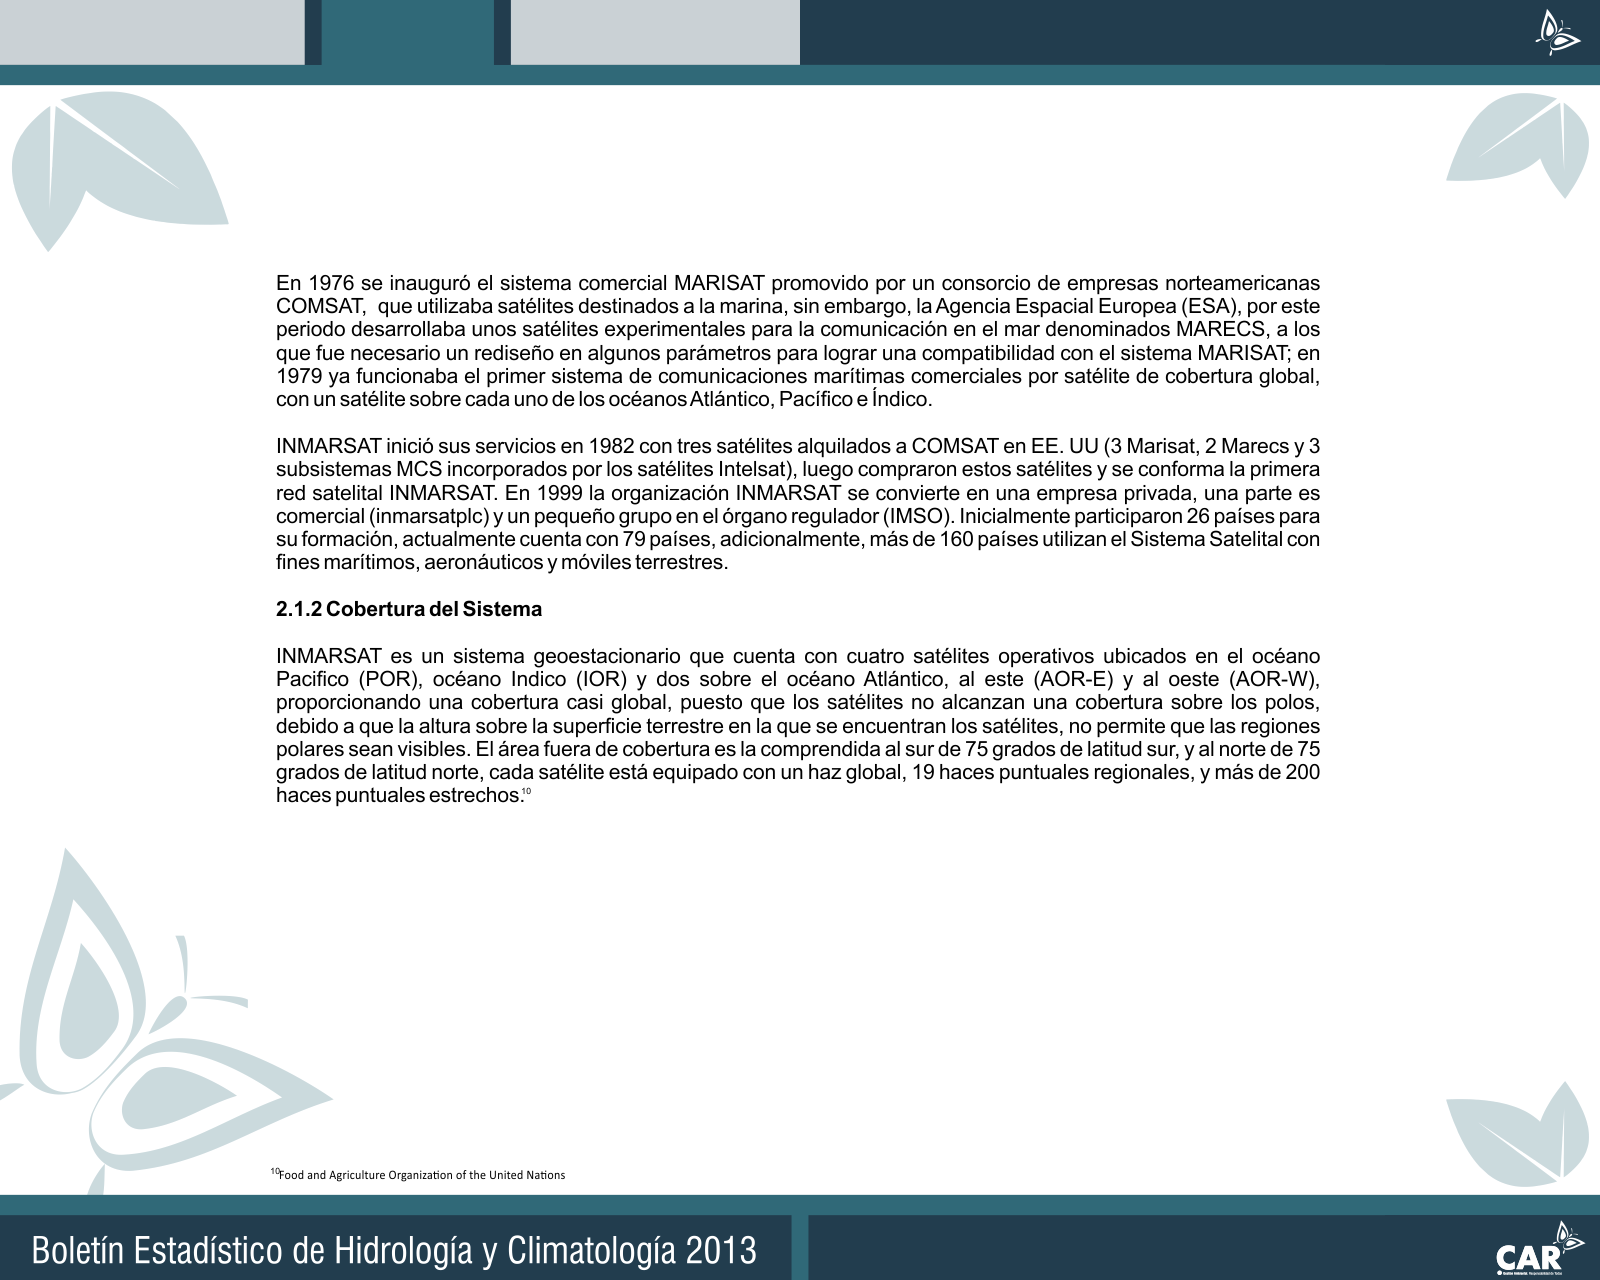 En 1976 se inauguró el sistema comercial MARISAT promovido por un consorcio de empresas norteamericanas
COMSAT, que utilizaba satélites destinados a la marina, sin embargo, la Agencia Espacial Europea (ESA), por este
periodo desarrollaba unos satélites experimentales para la comunicación en el mar denominados MARECS, a los
que fue necesario un rediseño en algunos parámetros para lograr una compatibilidad con el sistema MARISAT; en
1979 ya funcionaba el primer sistema de comunicaciones marítimas comerciales por satélite de cobertura global,
con un satélite sobre cada uno de los océanos Atlántico, Pacífico e Índico.
INMARSAT inició sus servicios en 1982 con tres satélites alquilados a COMSAT en EE. UU (3 Marisat, 2 Marecs y 3
subsistemas MCS incorporados por los satélites Intelsat), luego compraron estos satélites y se conforma la primera
red satelital INMARSAT. En 1999 la organización INMARSAT se convierte en una empresa privada, una parte es
comercial (inmarsatplc) y un pequeño grupo en el órgano regulador (IMSO). Inicialmente participaron 26 países para
su formación, actualmente cuenta con 79 países, adicionalmente, más de 160 países utilizan el Sistema Satelital con
fines marítimos, aeronáuticos y móviles terrestres.
2.1.2 Cobertura del Sistema
INMARSAT es un sistema geoestacionario que cuenta con cuatro satélites operativos ubicados en el océano
Pacifico (POR), océano Indico (IOR) y dos sobre el océano Atlántico, al este (AOR-E) y al oeste (AOR-W),
proporcionando una cobertura casi global, puesto que los satélites no alcanzan una cobertura sobre los polos,
debido a que la altura sobre la superficie terrestre en la que se encuentran los satélites, no permite que las regiones
polares sean visibles. El área fuera de cobertura es la comprendida al sur de 75 grados de latitud sur, y al norte de 75
grados de latitud norte, cada satélite está equipado con un haz global, 19 haces puntuales regionales, y más de 200
haces puntuales estrechos.10
10Food and Agriculture Organization of the United Nations
Boletín Estadístico de Hidrología y Climatología 2013
CAR